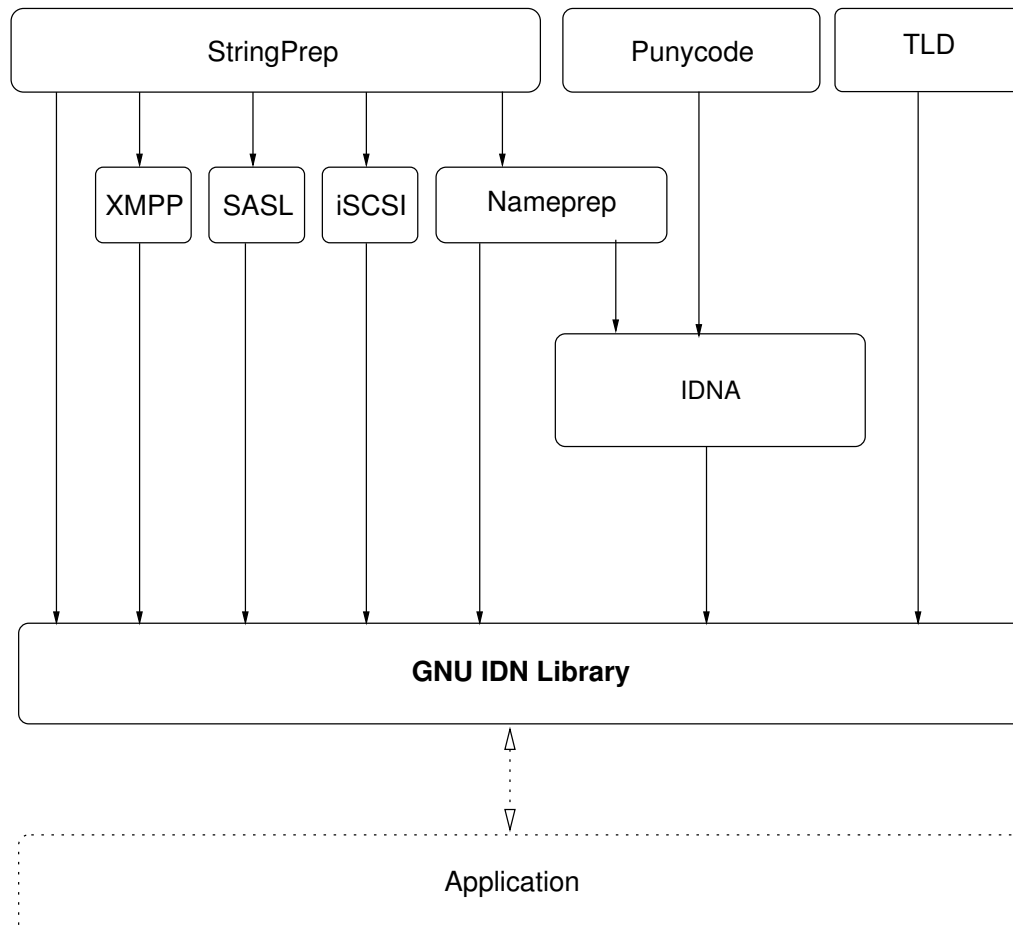 StringPrep
Punycode
TLD
XMPP
SASL
iSCSI
Nameprep
IDNA
GNU IDN Library
Application